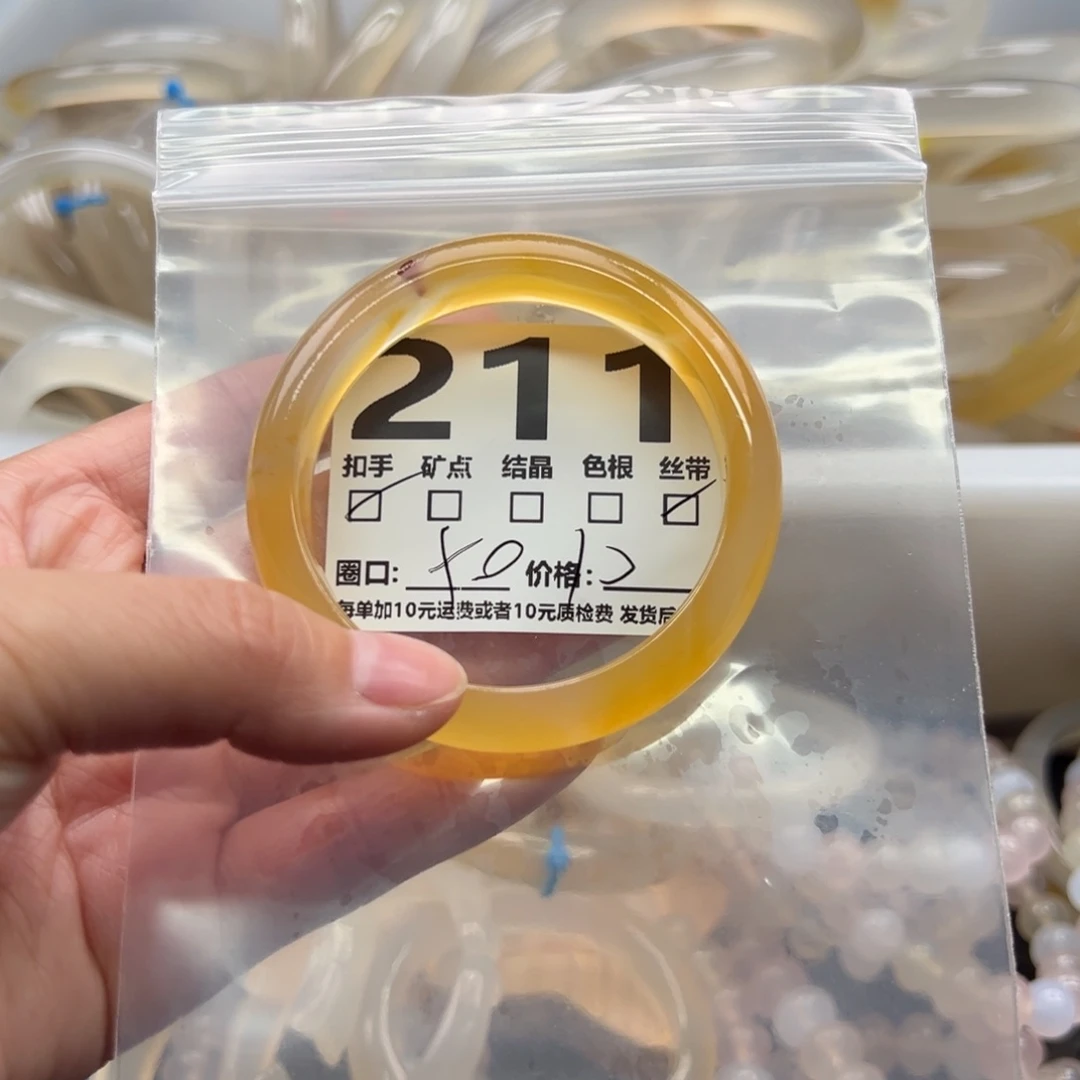 211
扣手 矿点 结晶 色根 丝带
圈口: 价格:
每单加10元运费或者10元质检费 发货后